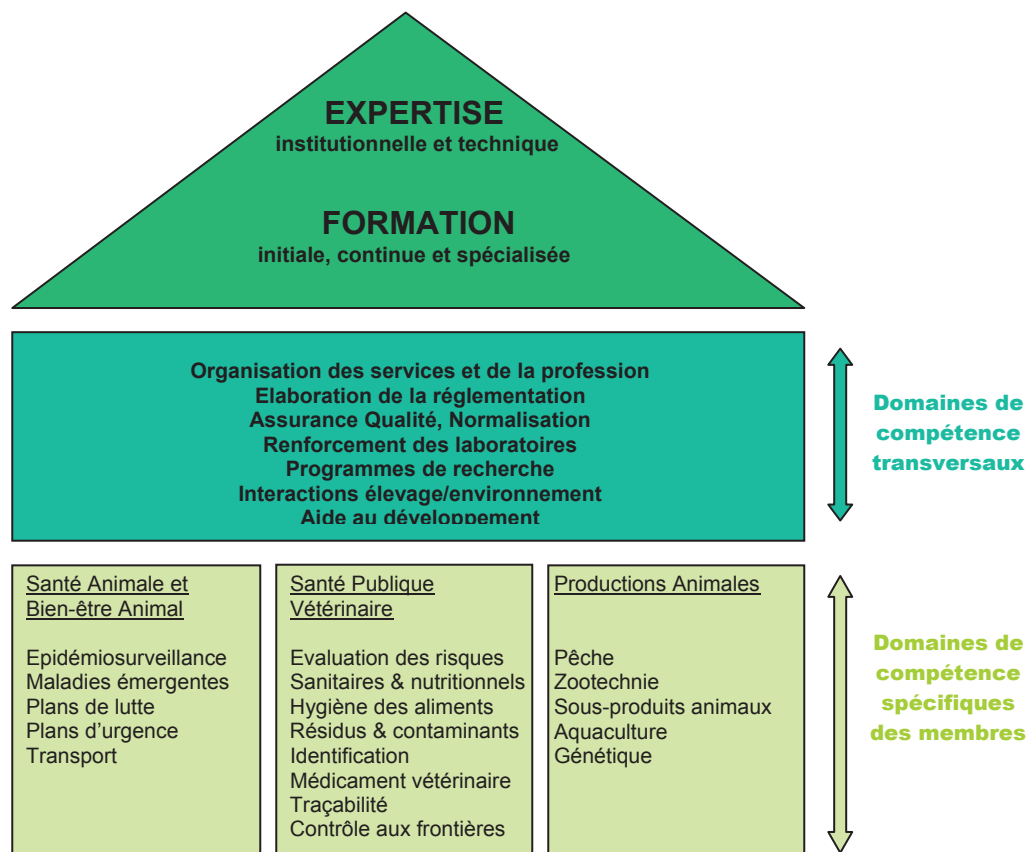 EXPERTISE
institutionnelle et technique
FORMATION
initiale, continue et spécialisée
Organisation des services et de la profession
Elaboration de la réglementation
Assurance Qualité, Normalisation
Renforcement des laboratoires
Programmes de recherche
Interactions élevage/environnement
Aide au développement
Domaines de
compétence
transversaux
Santé Animale et
Bien-être Animal
Epidémiosurveillance
Maladies émergentes
Plans de lutte
Plans d'urgence
Transport
Santé Publique
Vétérinaire
Evaluation des risques
Sanitaires & nutritionnels
Hygiène des aliments
Résidus & contaminants
Identification
Médicament vétérinaire
Traçabilité
Contrôle aux frontières
Productions Animales
Pêche
Zootechnie
Sous-produits animaux
Aquaculture
Génétique
Domaines de
compétence
spécifiques
des membres